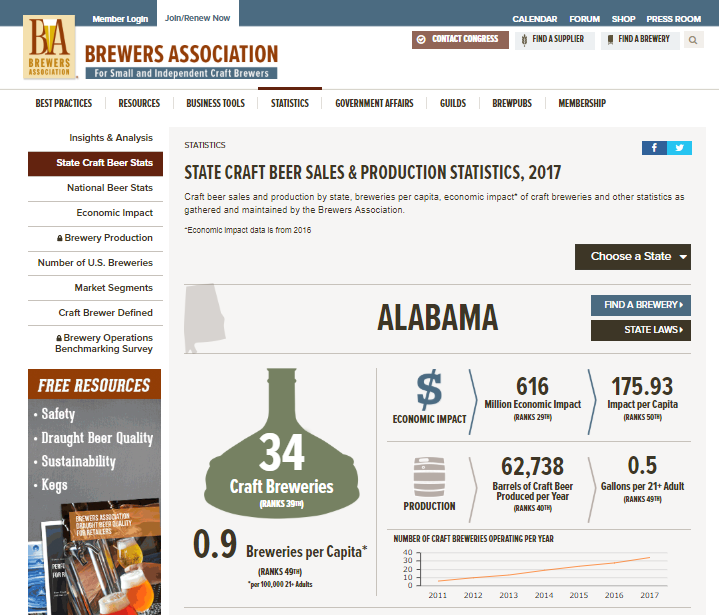 Member Login
Join/Renew Now
CALENDAR FORUM SHOP PRESS ROOM
BA
BREWERS
ASSOCIATION
BREWERS ASSOCIATION
For Small and Independent Craft Brewers
CONTACT CONGRESS
FIND A SUPPLIER
FIND A BREWERY
BEST PRACTICES RESOURCES BUSINESS TOOLS STATISTICS GOVERNMENT AFFAIRS GUILDS BREWPUBS MEMBERSHIP
Insights & Analysis
State Craft Beer Stats
National Beer Stats
Economic Impact
Brewery Production
Number of U.S. Breweries
Market Segments
Craft Brewer Defined
Brewery Operations
Benchmarking Survey
FREE RESOURCES
• Safety
• Draught Beer Quality
• Sustainability
• Kegs
BREWERS ASSOCIATION
DRAUGHT BEER QUALITY
FOR RETAILERS
STATISTICS
STATE CRAFT BEER SALES & PRODUCTION STATISTICS, 2017
Craft beer sales and production by state, breweries per capita, economic impact* of craft breweries and other statistics as
gathered and maintained by the Brewers Association.
*Economic Impact data is from 2016
Choose a State
ALABAMA
FIND A BREWERY
STATE LAWS
34
Craft Breweries
(RANKS 39TH)
0.9 Breweries per Capita*
(RANKS 49TH)
*per 100,000 21+ Adults
$
ECONOMIC IMPACT
616
Million Economic Impact
(RANKS 29TH)
175.93
Impact per Capita
(RANKS 50TH)
PRODUCTION
62,738
Barrels of Craft Beer
Produced per Year
(RANKS 40TH)
0.5
Gallons per 21+ Adult
(RANKS 49TH)
NUMBER OF CRAFT BREWERIES OPERATING PER YEAR
40
30
20
10
0
2011 2012 2013 2014 2015 2016 2017